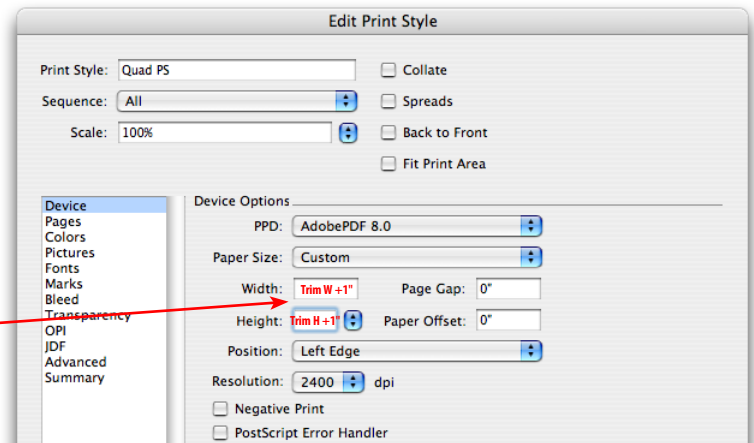 Edit Print Style
Print Style: Quad PS
Collate
Sequence: All
Spreads
Scale: 100%
Back to Front
Fit Print Area
Device
Pages
Colors
Pictures
Fonts
Marks
Bleed
Transparency
OPI
JDF
Advanced
Summary
Device Options
PPD: AdobePDF 8.0
Paper Size: Custom
Width: Trim W +1" Page Gap: 0"
Height: Trim H +1" Paper Offset: 0"
Position: Left Edge
Resolution: 2400 dpi
Negative Print
PostScript Error Handler